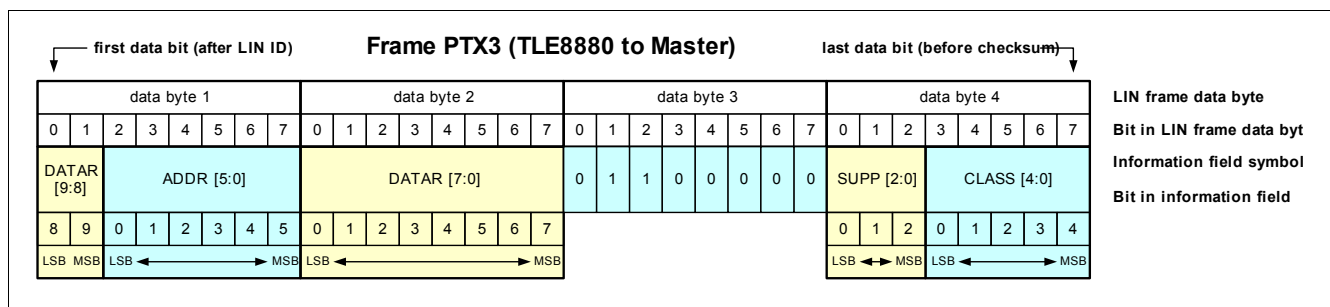 first data bit (after LIN ID) Frame PTX3 (TLE8880 to Master) last data bit (before checksum)
data byte 1 data byte 2 data byte 3 data byte 4 LIN frame data byte
0 1 2 3 4 5 6 7 0 1 2 3 4 5 6 7 0 1 2 3 4 5 6 7 0 1 2 3 4 5 6 7 Bit in LIN frame data byt
DATAR [9:8] ADDR [5:0] DATAR [7:0] 0 1 1 0 0 0 0 0 SUPP [2:0] CLASS [4:0] Information field symbol
Bit in information field
8 9 0 1 2 3 4 5 0 1 2 3 4 5 6 7 0 1 2 0 1 2 3 4
LSB MSB LSB MSB LSB MSB LSB MSB LSB MSB